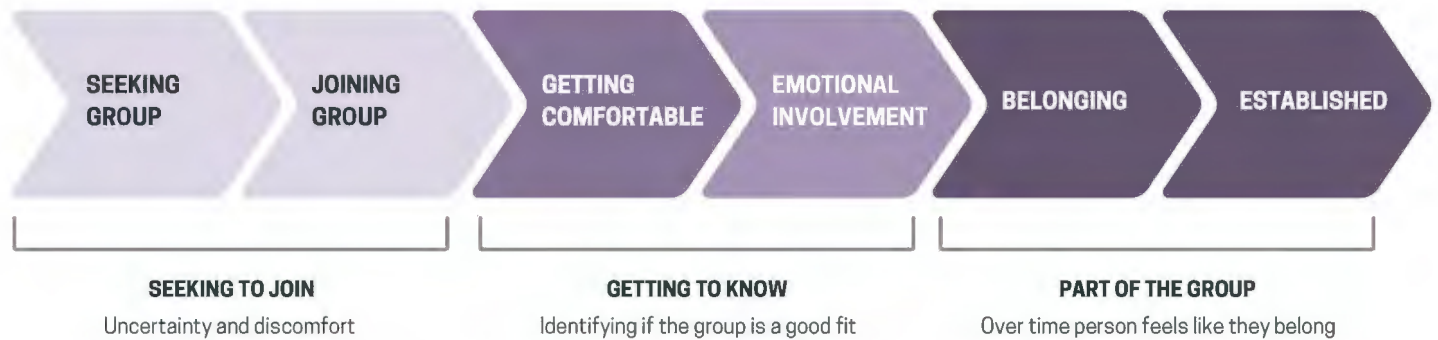 SEEKING
GROUP
JOINING
GROUP
GETTING
COMFORTABLE
EMOTIONAL
INVOLVEMENT
BELONGING
ESTABLISHED
SEEKING TO JOIN
Uncertainty and discomfort
GETTING TO KNOW
Identifying if the group is a good fit
PART OF THE GROUP
Over time person feels like they belong